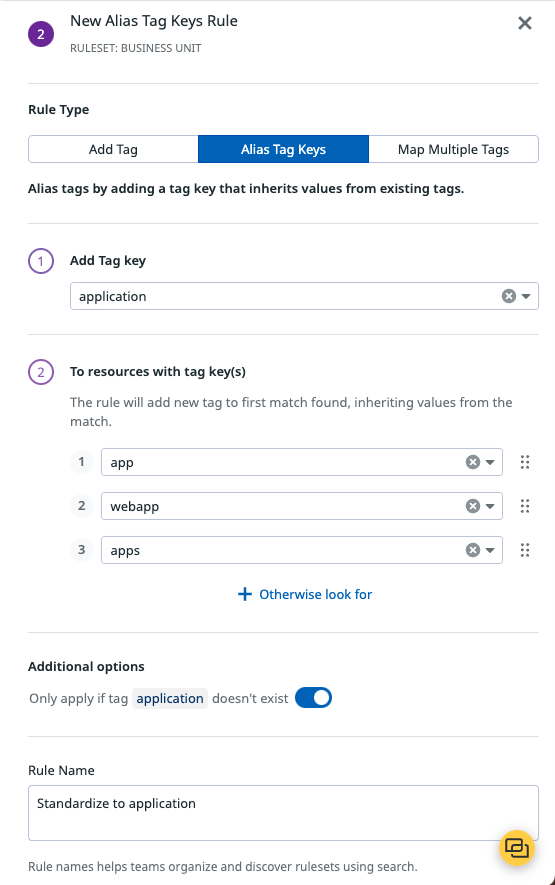 2
New Alias Tag Keys Rule
RULESET: BUSINESS UNIT
Rule Type
Add Tag
Alias Tag Keys
Map Multiple Tags
Alias tags by adding a tag key that inherits values from existing tags.
1
Add Tag key
application
2
To resources with tag key(s)
The rule will add new tag to first match found, inheriting values from the
match.
1
app
2
webapp
3
apps
+ Otherwise look for
Additional options
Only apply if tag application doesn't exist
Rule Name
Standardize to application
Rule names helps teams organize and discover rulesets using search.